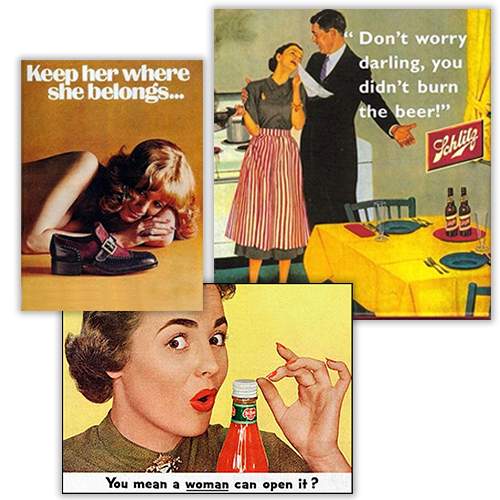 Keep her where
she belongs...
“Don't worry
darling, you
didn't burn
the beer!”
Schlitz
You mean a woman can open it?